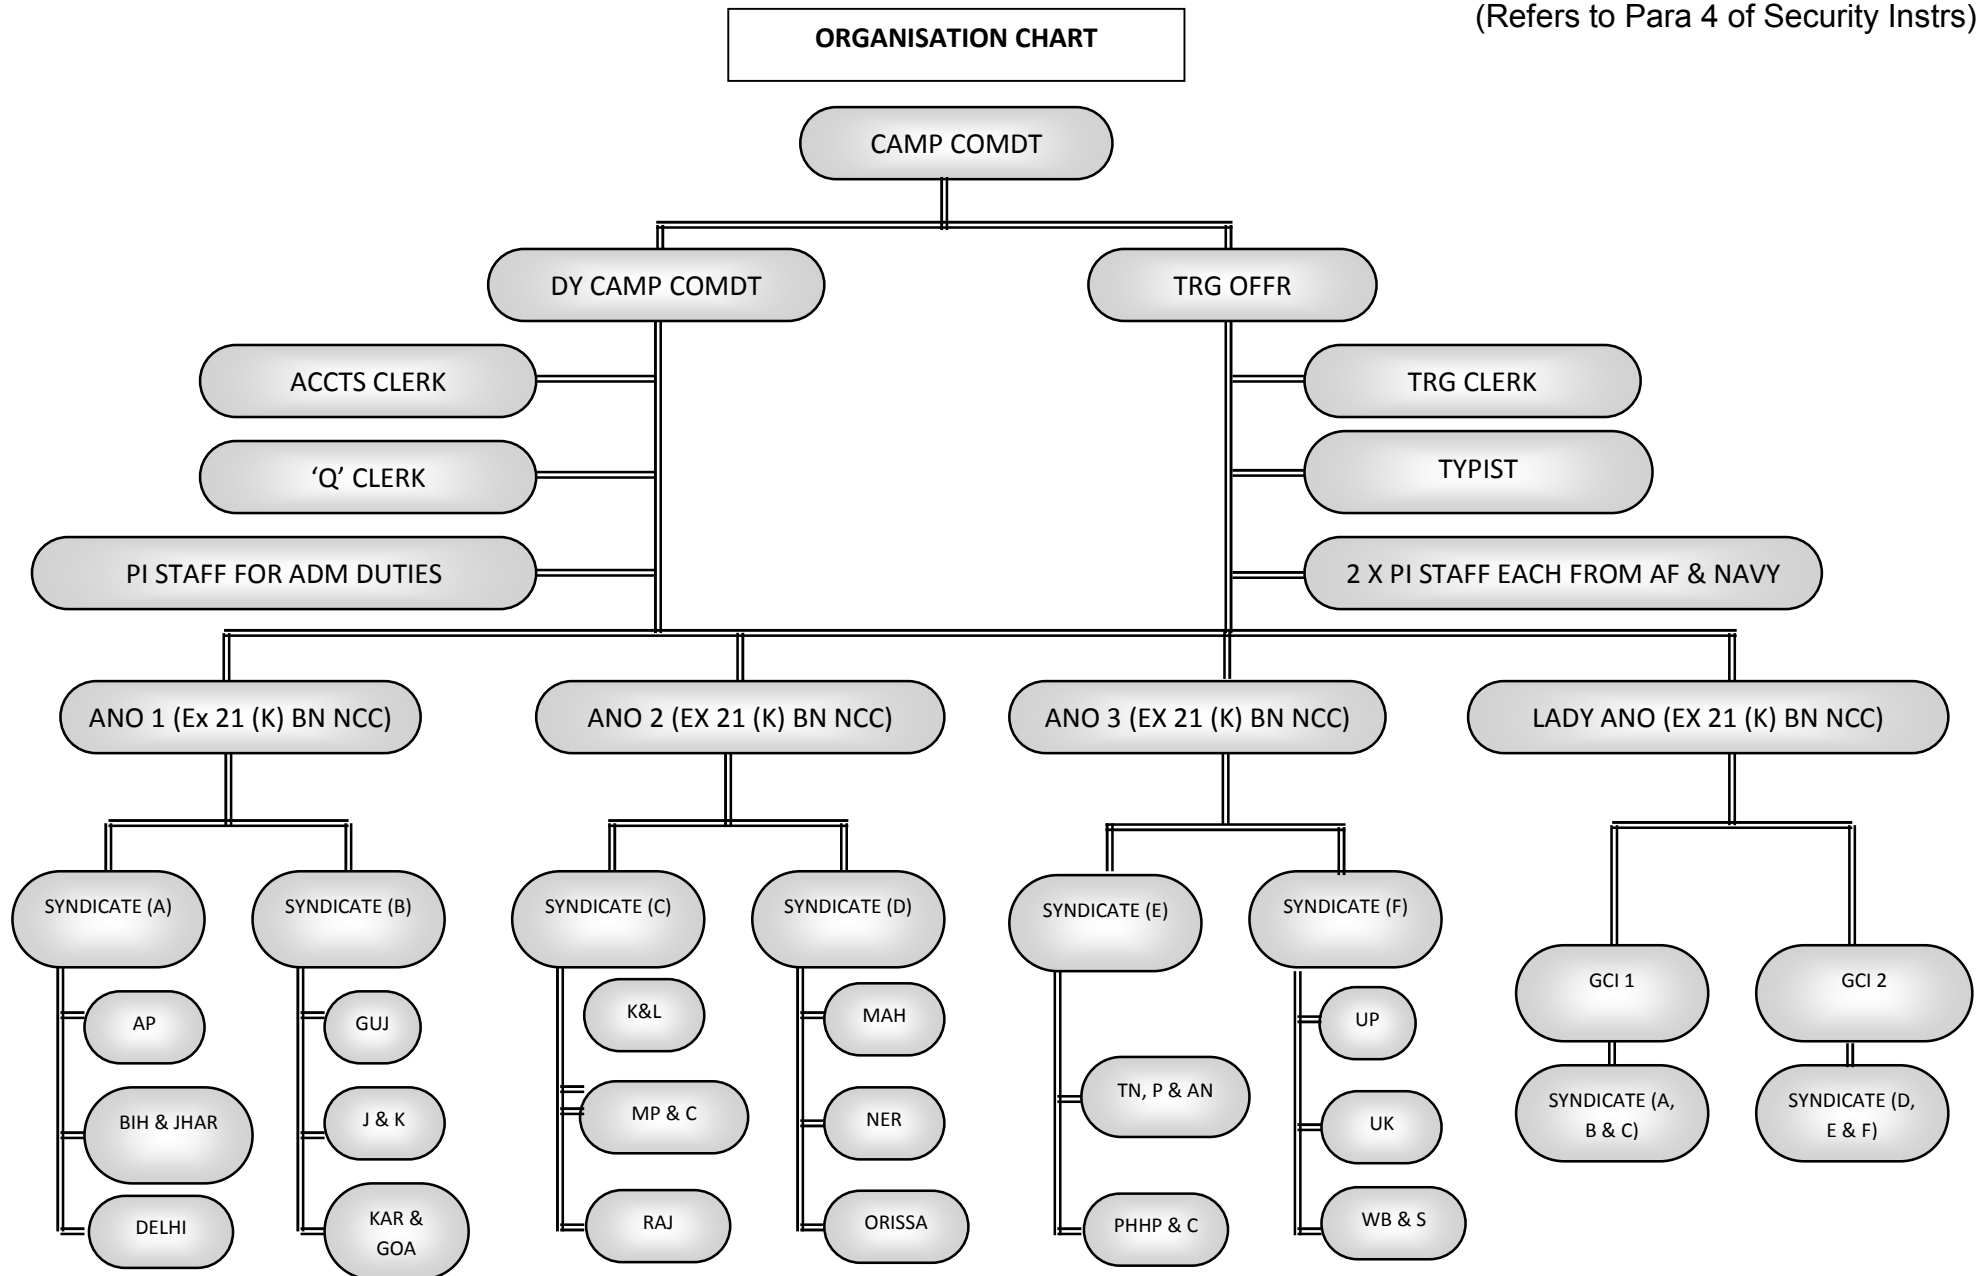 (Refers to Para 4 of Security Instrs)
ORGANISATION CHART
CAMP COMDT
DY CAMP COMDT
TRG OFFR
ACCTS CLERK
TRG CLERK
‘Q’ CLERK
TYPIST
PI STAFF FOR ADM DUTIES
2 X PI STAFF EACH FROM AF & NAVY
ANO 1 (Ex 21 (K) BN NCC)
ANO 2 (EX 21 (K) BN NCC)
ANO 3 (EX 21 (K) BN NCC)
LADY ANO (EX 21 (K) BN NCC)
SYNDICATE (A)
SYNDICATE (B)
SYNDICATE (C)
SYNDICATE (D)
SYNDICATE (E)
SYNDICATE (F)
GCI 1
GCI 2
AP
GUJ
K&L
MAH
UP
BIH & JHAR
J & K
MP & C
NER
TN, P & AN
UK
SYNDICATE (A,
B & C)
SYNDICATE (D,
E & F)
DELHI
KAR &
GOA
RAJ
ORISSA
PHHP & C
WB & S